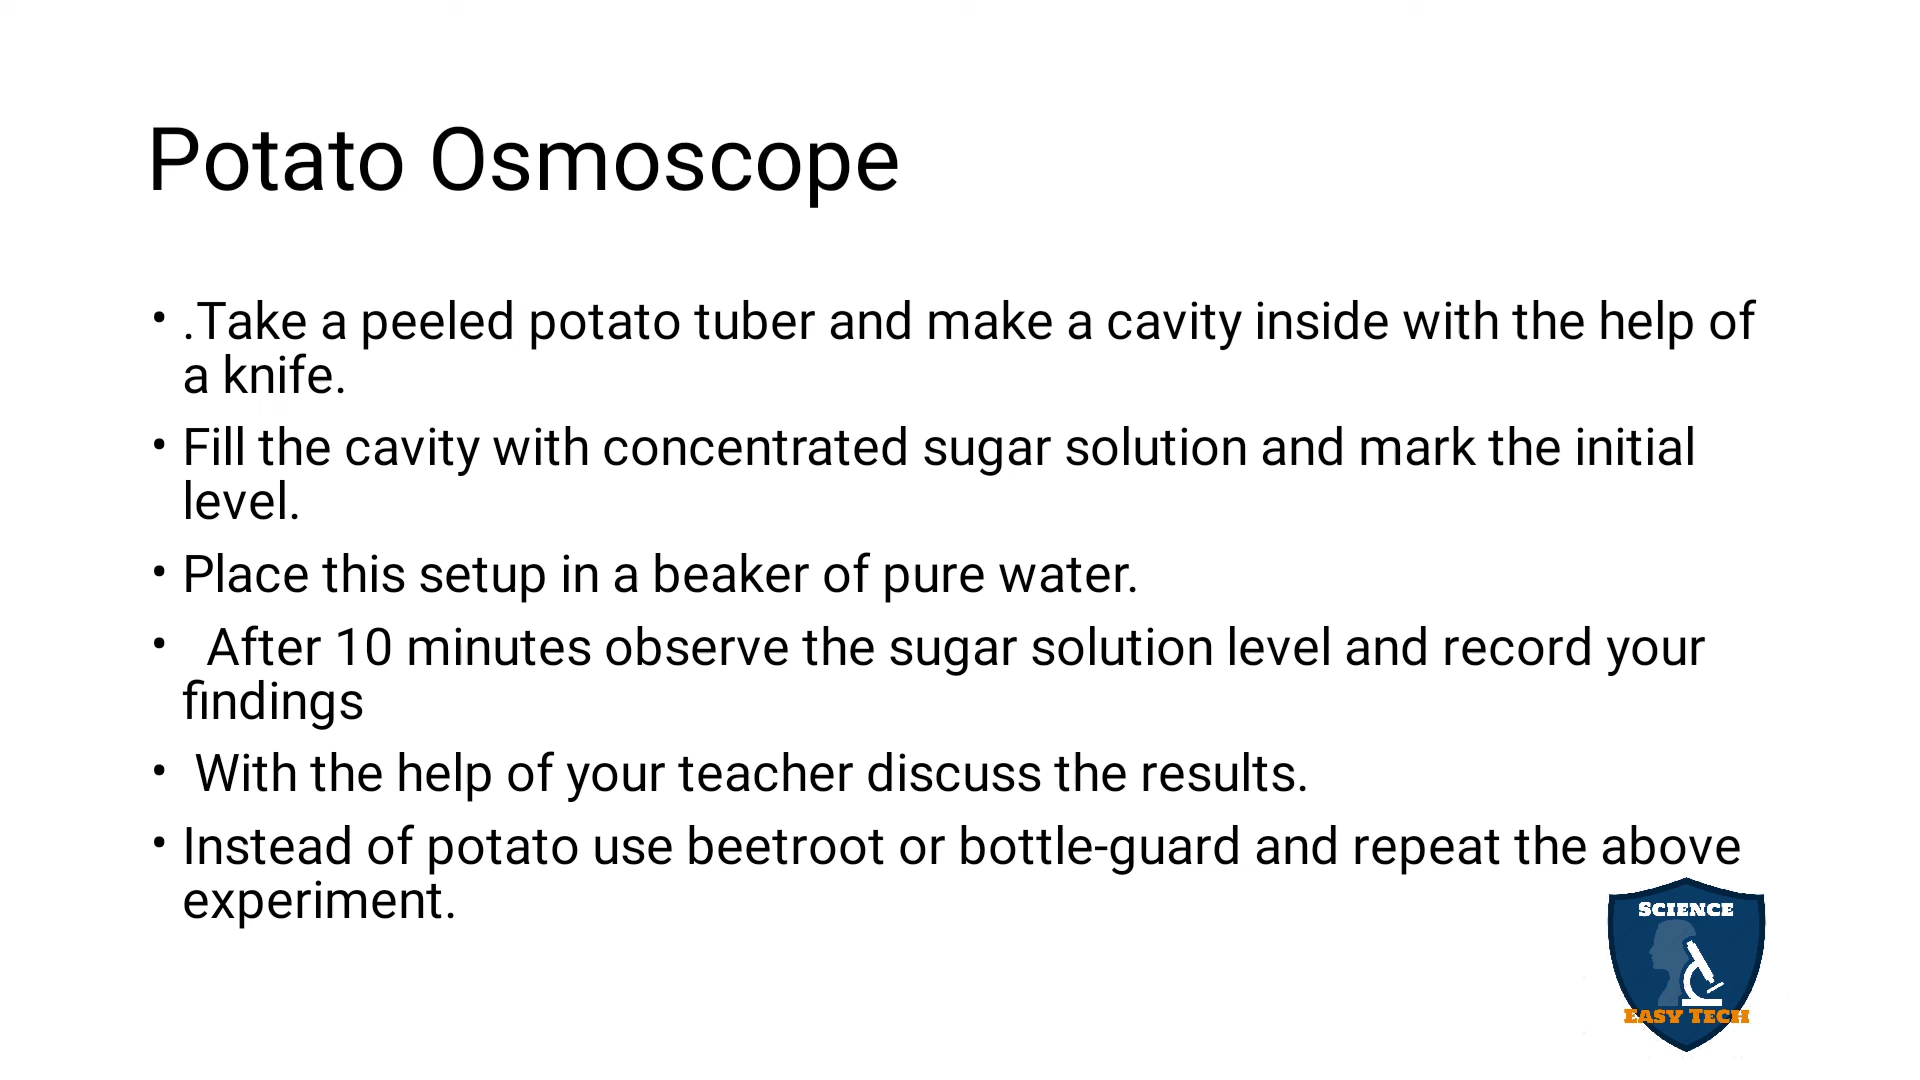 Potato Osmoscope
• .Take a peeled potato tuber and make a cavity inside with the help of
a knife.
• Fill the cavity with concentrated sugar solution and mark the initial
level.
• Place this setup in a beaker of pure water.
• After 10 minutes observe the sugar solution level and record your
findings
• With the help of your teacher discuss the results.
• Instead of potato use beetroot or bottle-guard and repeat the above
experiment.
SCIENCE
EASY TECH